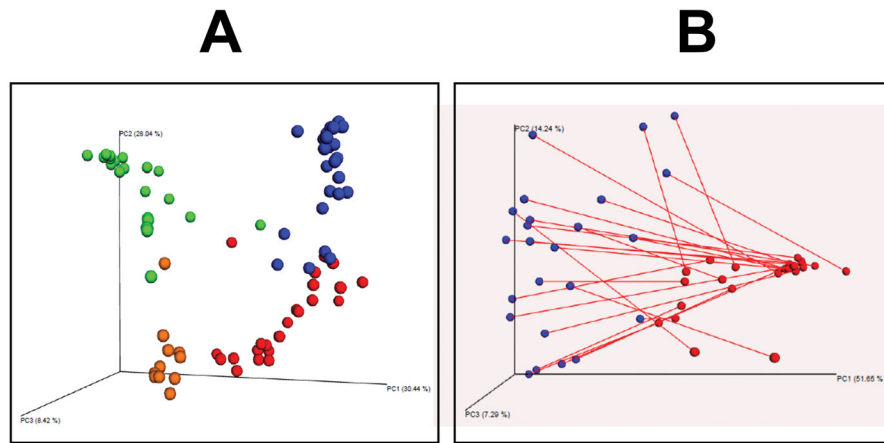 A
B
PC2 (28.04 %)
PC1 (30.44 %)
PC3 (8.42 %)
PC2 (14.24 %)
PC1 (51.65 %)
PC3 (7.29 %)